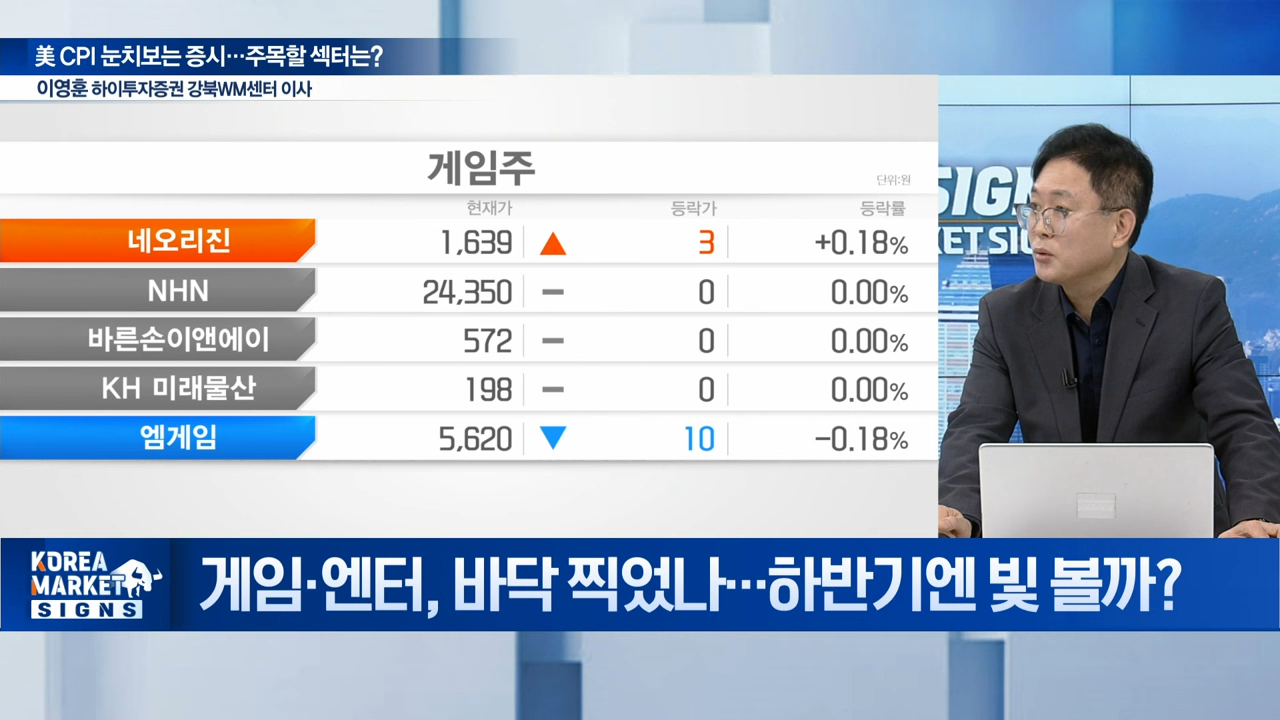 美 CPI 눈치보는 증시…주목할 섹터는?
이영훈 하이투자증권 강북WM센터 이사
게임주
단위:원
현재가 등락가 등락률
네오리진 1,639 ▲ 3 +0.18%
NHN 24,350 - 0 0.00%
바른손이앤에이 572 - 0 0.00%
KH 미래물산 198 - 0 0.00%
엠게임 5,620 ▼ 10 -0.18%
KOREA
MARKET
SIGNS
게임·엔터, 바닥 찍었나…하반기엔 빛 볼까?